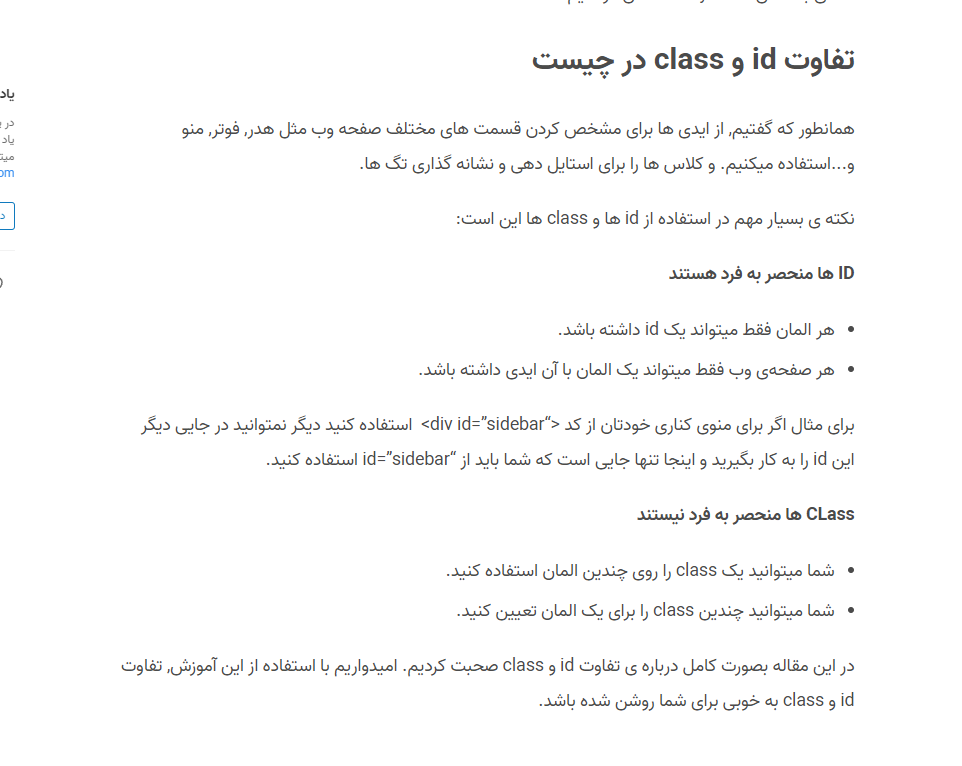 تفاوت id و class در چیست
همانطور که گفتیم, از ایدی ها برای مشخص کردن قسمت های مختلف صفحه وب مثل هدر, فوتر, منو
و...استفاده میکنیم. و کلاس ها را برای استایل دهی و نشانه گذاری تگ ها.
نکته ی بسیار مهم در استفاده از id ها و class ها این است:
ID ها منحصر به فرد هستند
هر المان فقط میتواند یک id داشته باشد.
هر صفحه‌ی وب فقط میتواند یک المان با آن ایدی داشته باشد.
برای مثال اگر برای منوی کناری خودتان از کد <div id=”sidebar“> استفاده کنید دیگر نمتوانید در جایی دیگر
این id را به کار بگیرید و اینجا تنها جایی است که شما باید از id=”sidebar“ استفاده کنید.
CLass ها منحصر به فرد نیستند
شما میتوانید یک class را روی چندین المان استفاده کنید.
شما میتوانید چندین class را برای یک المان تعیین کنید.
در این مقاله بصورت کامل درباره ی تفاوت id و class صحبت کردیم. امیدواریم با استفاده از این آموزش, تفاوت
id و class به خوبی برای شما روشن شده باشد.
یاد
در
یاد
میت
om